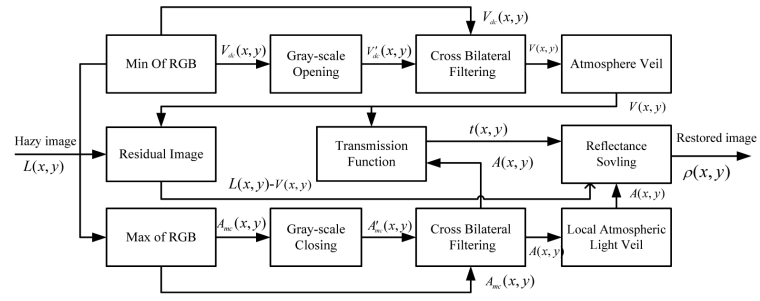 V_dc(x, y)
Min Of RGB
V_dc(x, y)
Gray-scale
Opening
V'_dc(x, y)
Cross Bilateral
Filtering
V(x, y)
Atmosphere Veil
V(x, y)
Hazy image
L(x, y)
Residual Image
Transmission
Function
t(x, y)
A(x, y)
Reflectance
Sovling
Restored image
ρ(x, y)
L(x, y)-V(x, y)
A(x, y)
Max of RGB
A_mc(x, y)
Gray-scale
Closing
A'_mc(x, y)
Cross Bilateral
Filtering
A(x, y)
Local Atmospheric
Light Veil
A_mc(x, y)